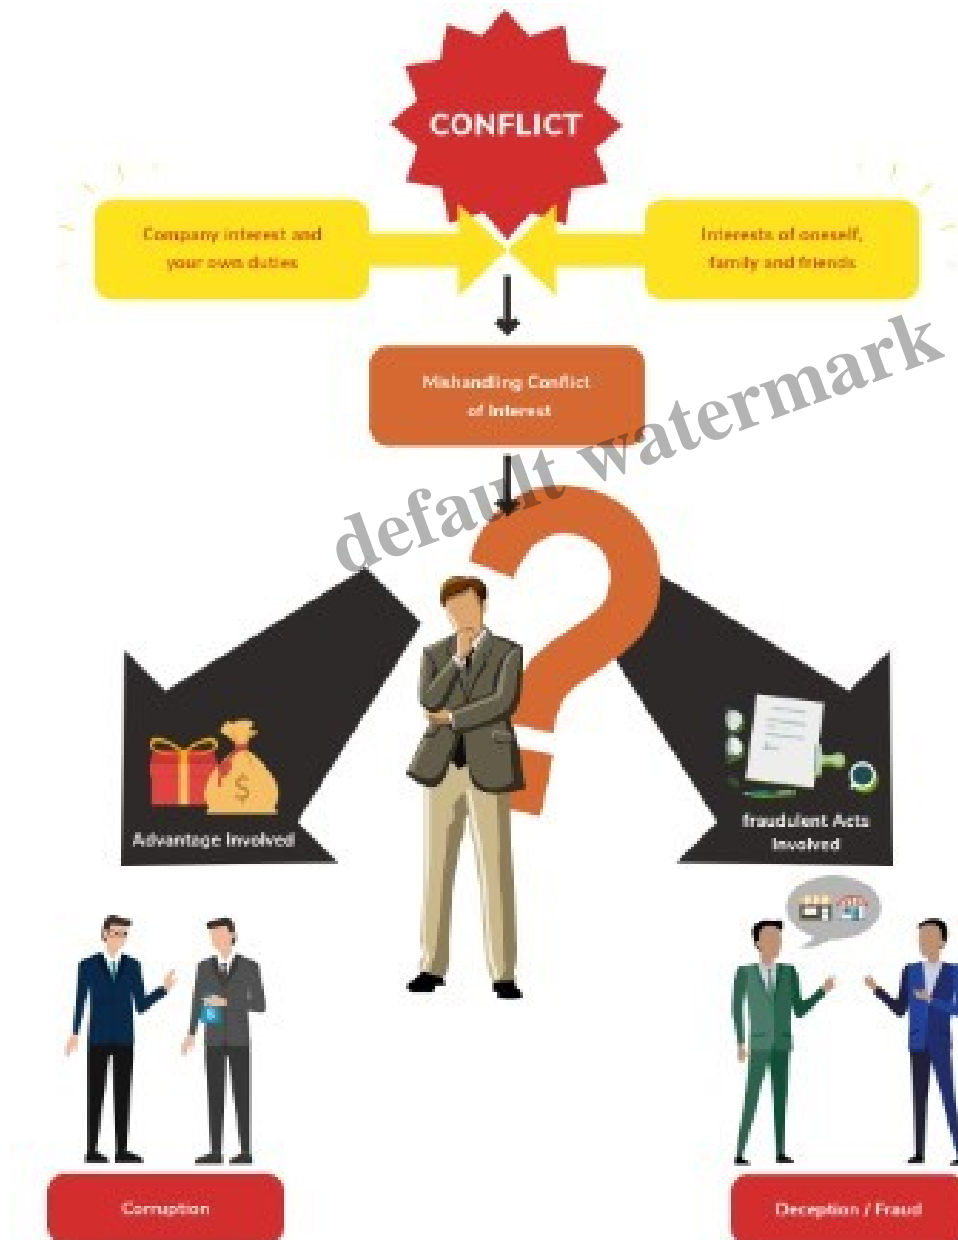 CONFLICT
Company interest and
your own duties
Interests of oneself,
family and friends
Mishandling Conflict
of Interest
default watermark
$
Advantage Involved
fraudulent Acts
Involved
Corruption
Deception / Fraud